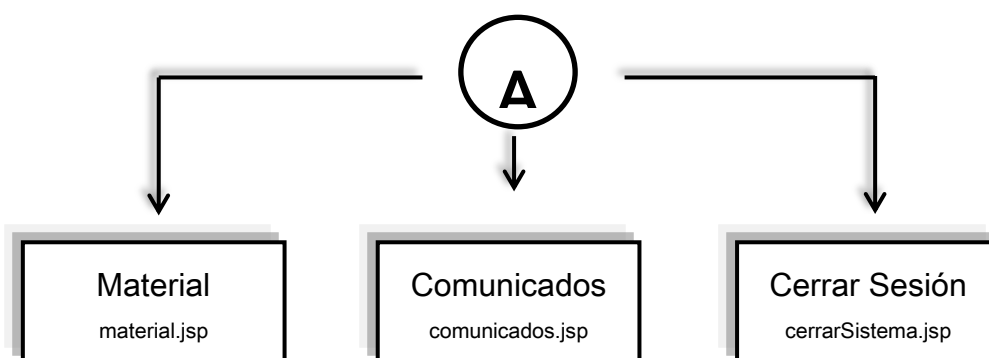 A
Material
material.jsp
Comunicados
comunicados.jsp
Cerrar Sesión
cerrarSistema.jsp